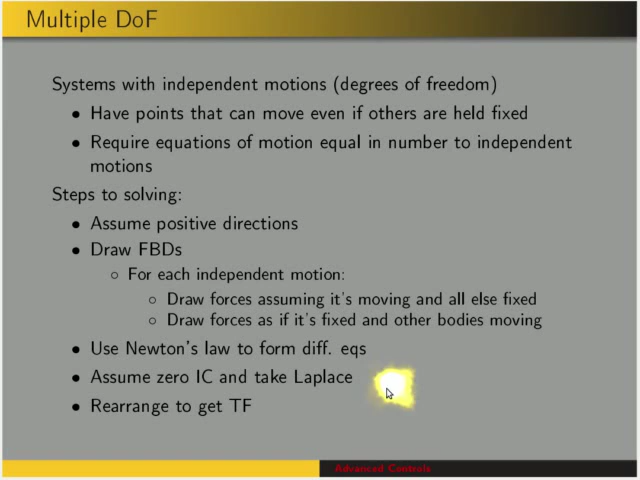 Multiple DoF
Systems with independent motions (degrees of freedom)
• Have points that can move even if others are held fixed
• Require equations of motion equal in number to independent
motions
Steps to solving:
• Assume positive directions
• Draw FBDs
○ For each independent motion:
○ Draw forces assuming it's moving and all else fixed
○ Draw forces as if it's fixed and other bodies moving
• Use Newton's law to form diff. eqs
• Assume zero IC and take Laplace
• Rearrange to get TF
Advanced Controls